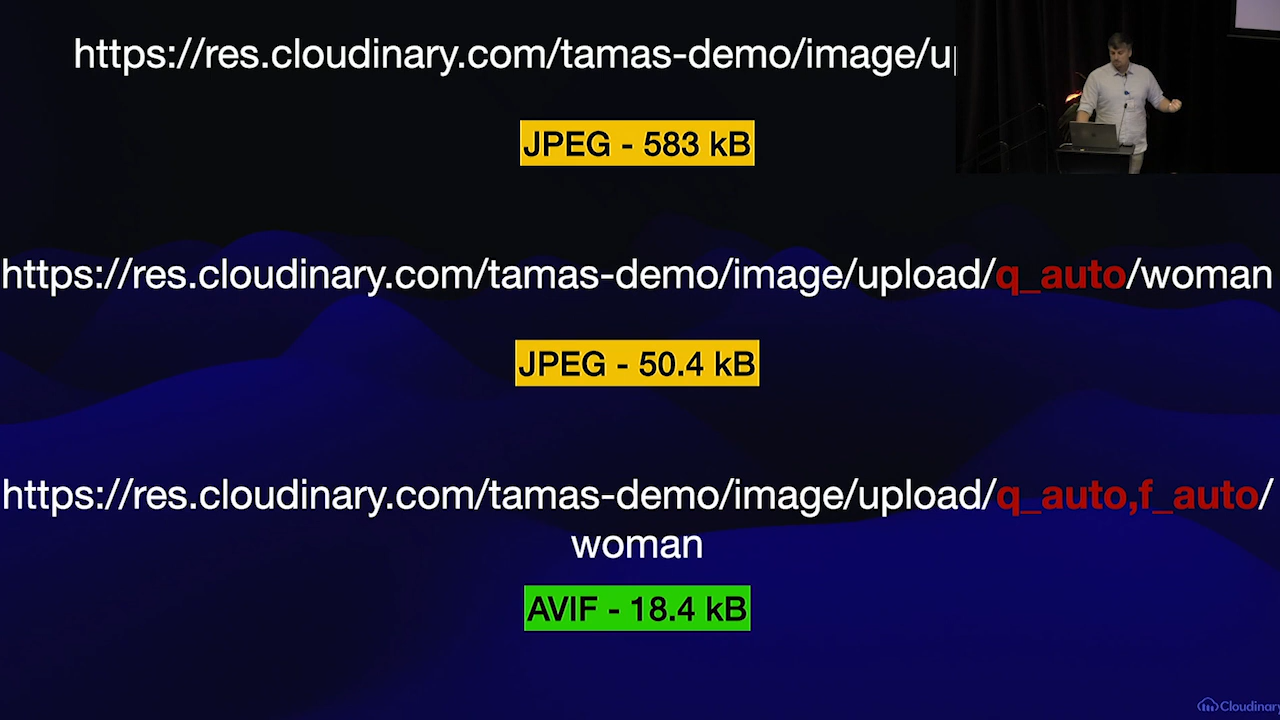 https://res.cloudinary.com/tamas-demo/image/up
JPEG - 583 kB
https://res.cloudinary.com/tamas-demo/image/upload/q_auto/woman
JPEG - 50.4 kB
https://res.cloudinary.com/tamas-demo/image/upload/q_auto,f_auto/
woman
AVIF - 18.4 kB
Cloudinary